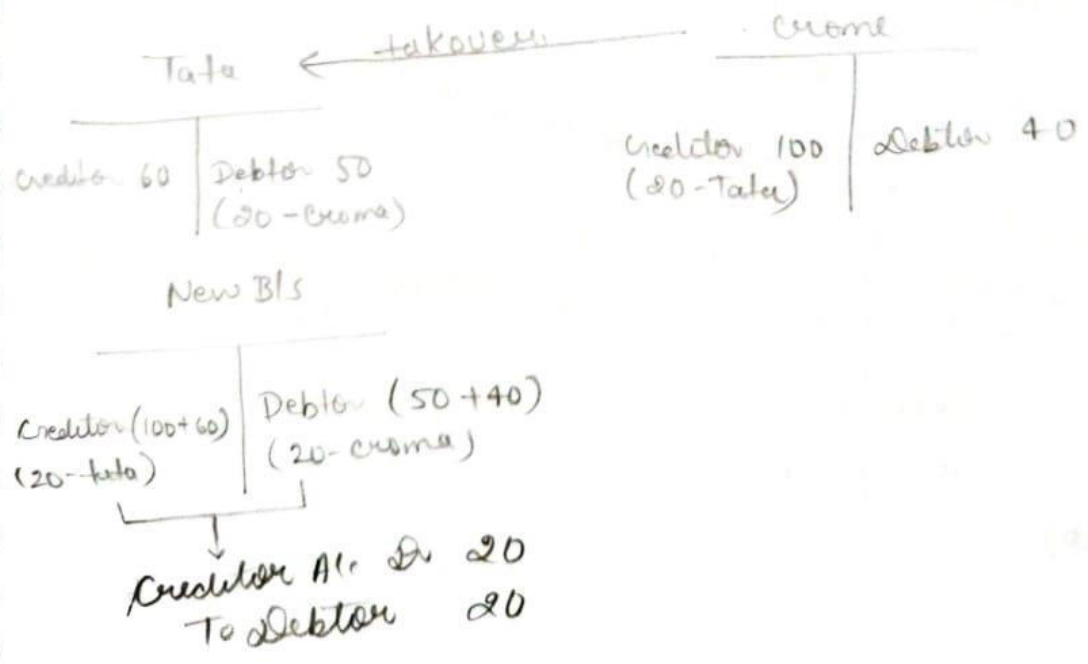 Tata takover. Crome
Creditor 60 Debtor 50
(20-Croma)
Creditor 100 Debtor 40
(20-Tata)
New B/s
Creditor (100+60) Debtor (50+40)
(20-tata) (20-croma)
Creditor A/c Dr 20
To Debtor 20